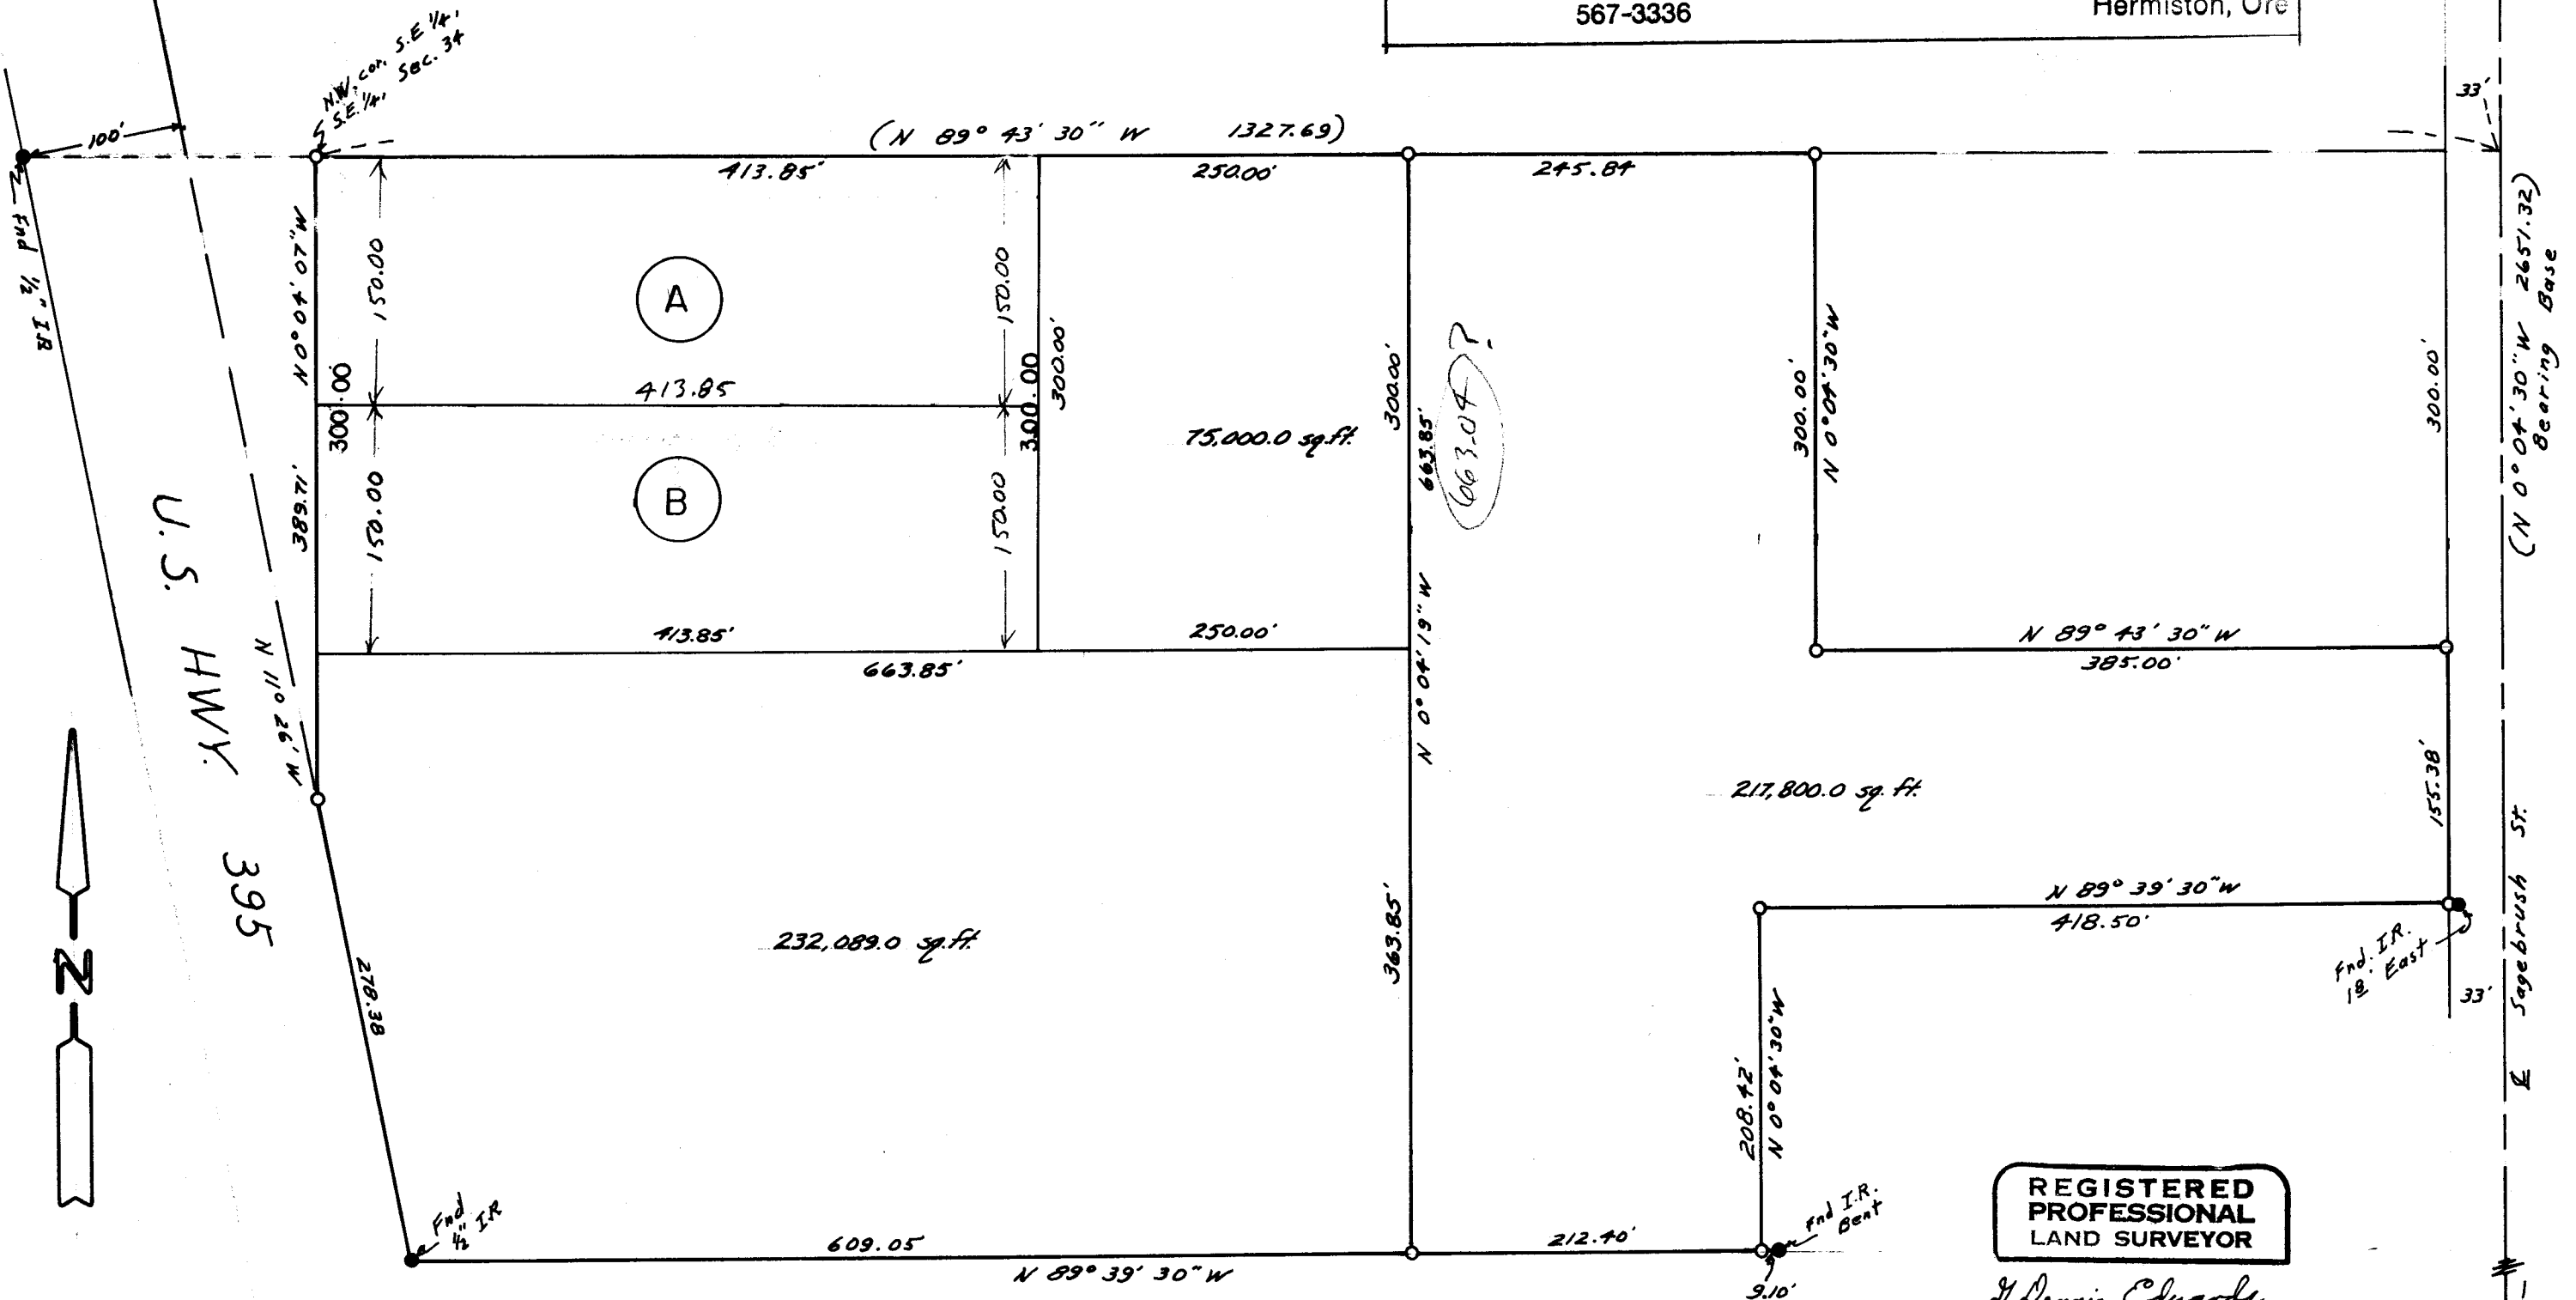 567-3336
Hermiston, Ore
N.W. cor. S.E 1/4
S.E. 1/4 Sec. 34
100'
33'
(N 89° 43' 30" W 1327.69)
413.85'
250.00'
245.84
Fnd 1/2" I.R
N 0° 04' 07" W
150.00
150.00
A
300.00'
300.00'
N 0° 04' 30" W
300.00'
300.00'
(N 0° 04' 30" W 2651.32)
Bearing Base
663.04 ?
663.85'
413.85
300.00
300.00
75,000.0 sq.ft.
389.71'
150.00
150.00
B
U.S. HWY. 395
N 11° 26' W
413.85'
250.00'
663.85'
N 0° 04' 19" W
N 89° 43' 30" W
385.00'
155.38'
217,800.0 sq. ft.
Sagebrush St.
N 89° 39' 30" W
418.50'
232,089.0 sq.ft.
363.85'
Fnd. I.R.
East
33'
278.38
N
208.42'
N 0° 04' 30" W
Fnd
1/2" I.R
Fnd I.R.
Bent
609.05
212.40'
N 89° 39' 30" W
9.10'
REGISTERED
PROFESSIONAL
LAND SURVEYOR
Dennis Edwards